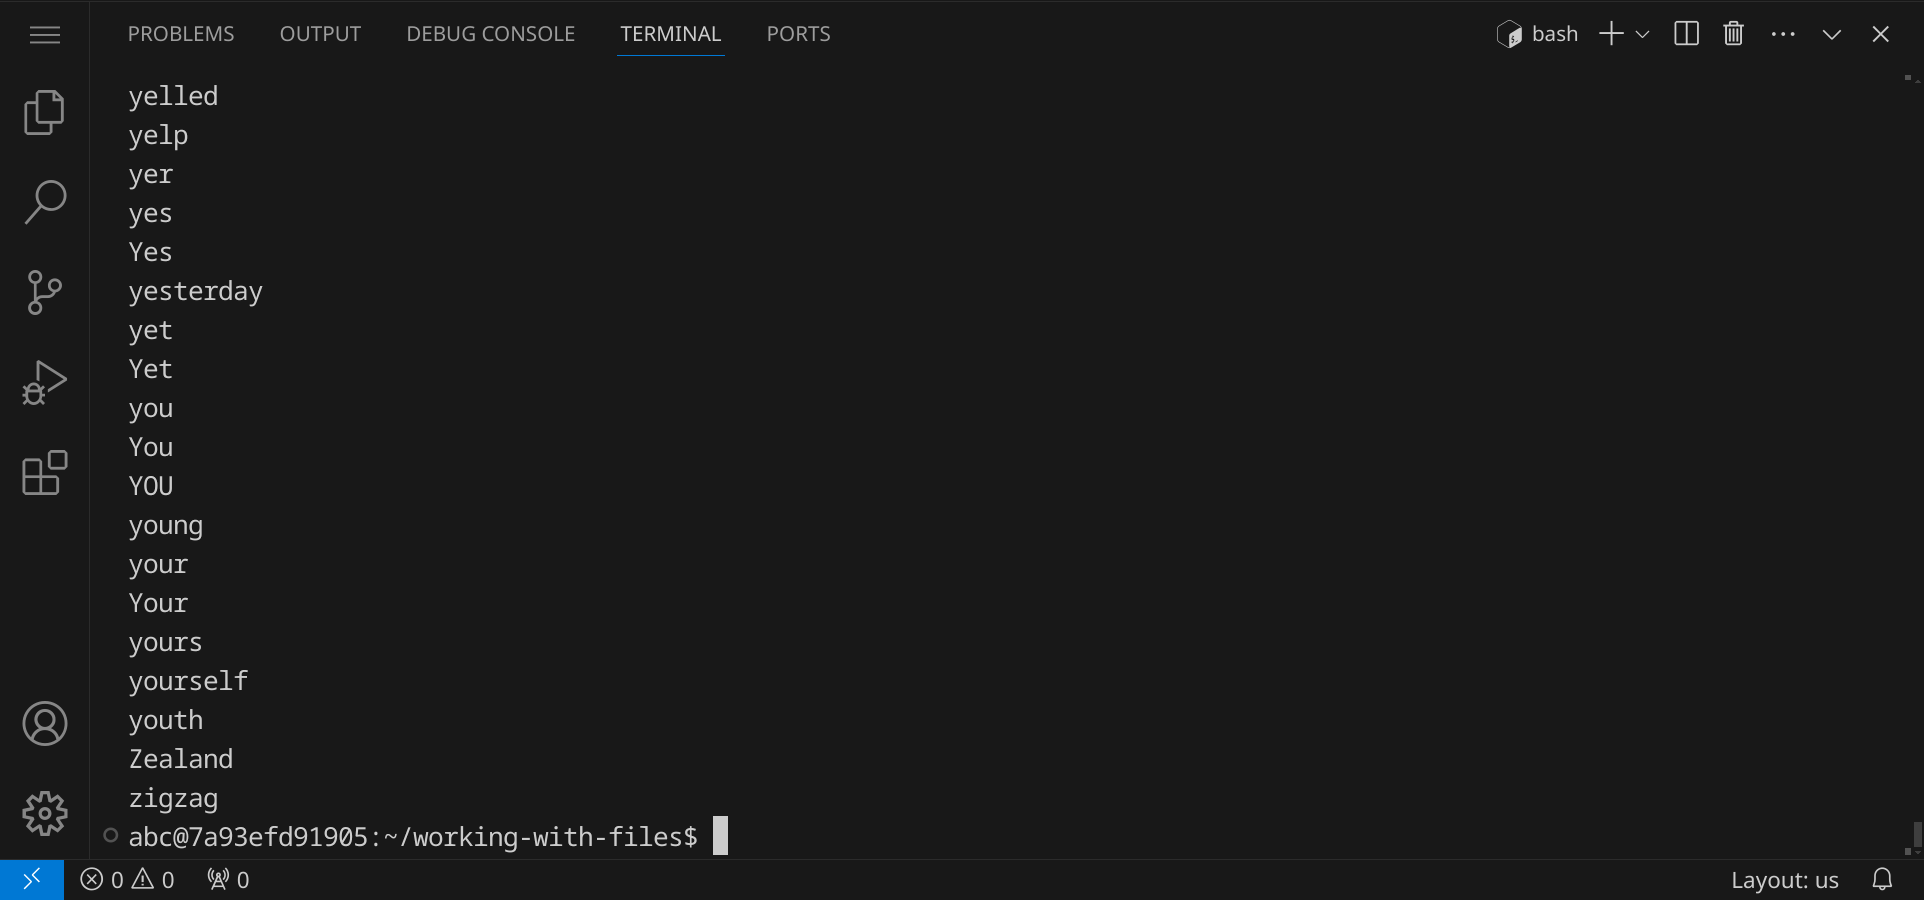 PROBLEMS OUTPUT DEBUG CONSOLE TERMINAL PORTS bash
yelled
yelp
yer
yes
Yes
yesterday
yet
Yet
you
You
YOU
young
your
Your
yours
yourself
youth
Zealand
zigzag
abc@7a93efd91905:~/working-with-files$
0 0 0 Layout: us